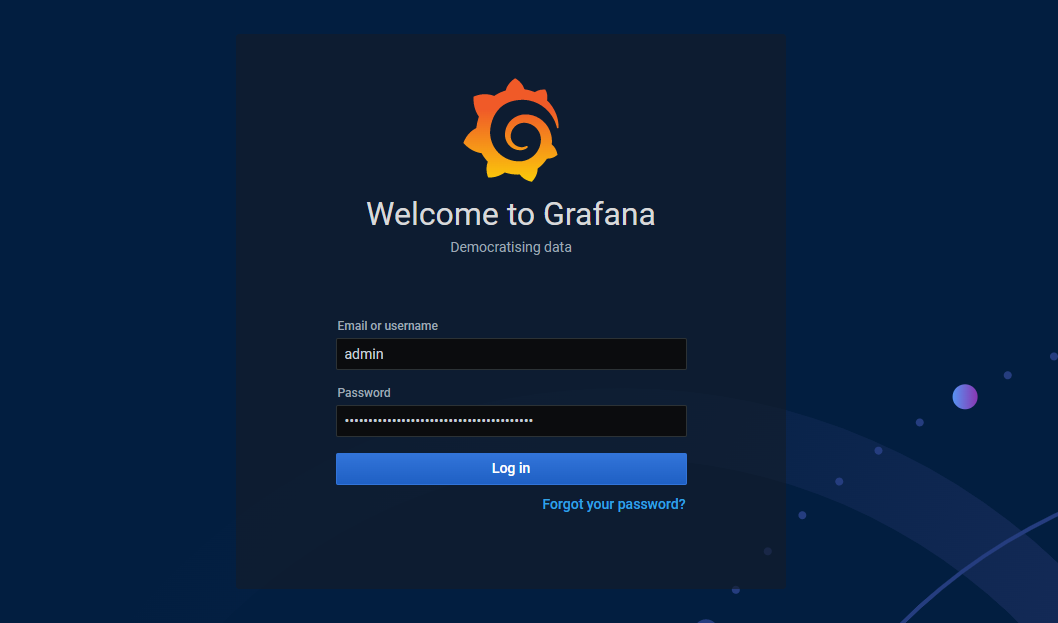 Welcome to Grafana
Democratising data
Email or username
admin
Password
Log in
Forgot your password?